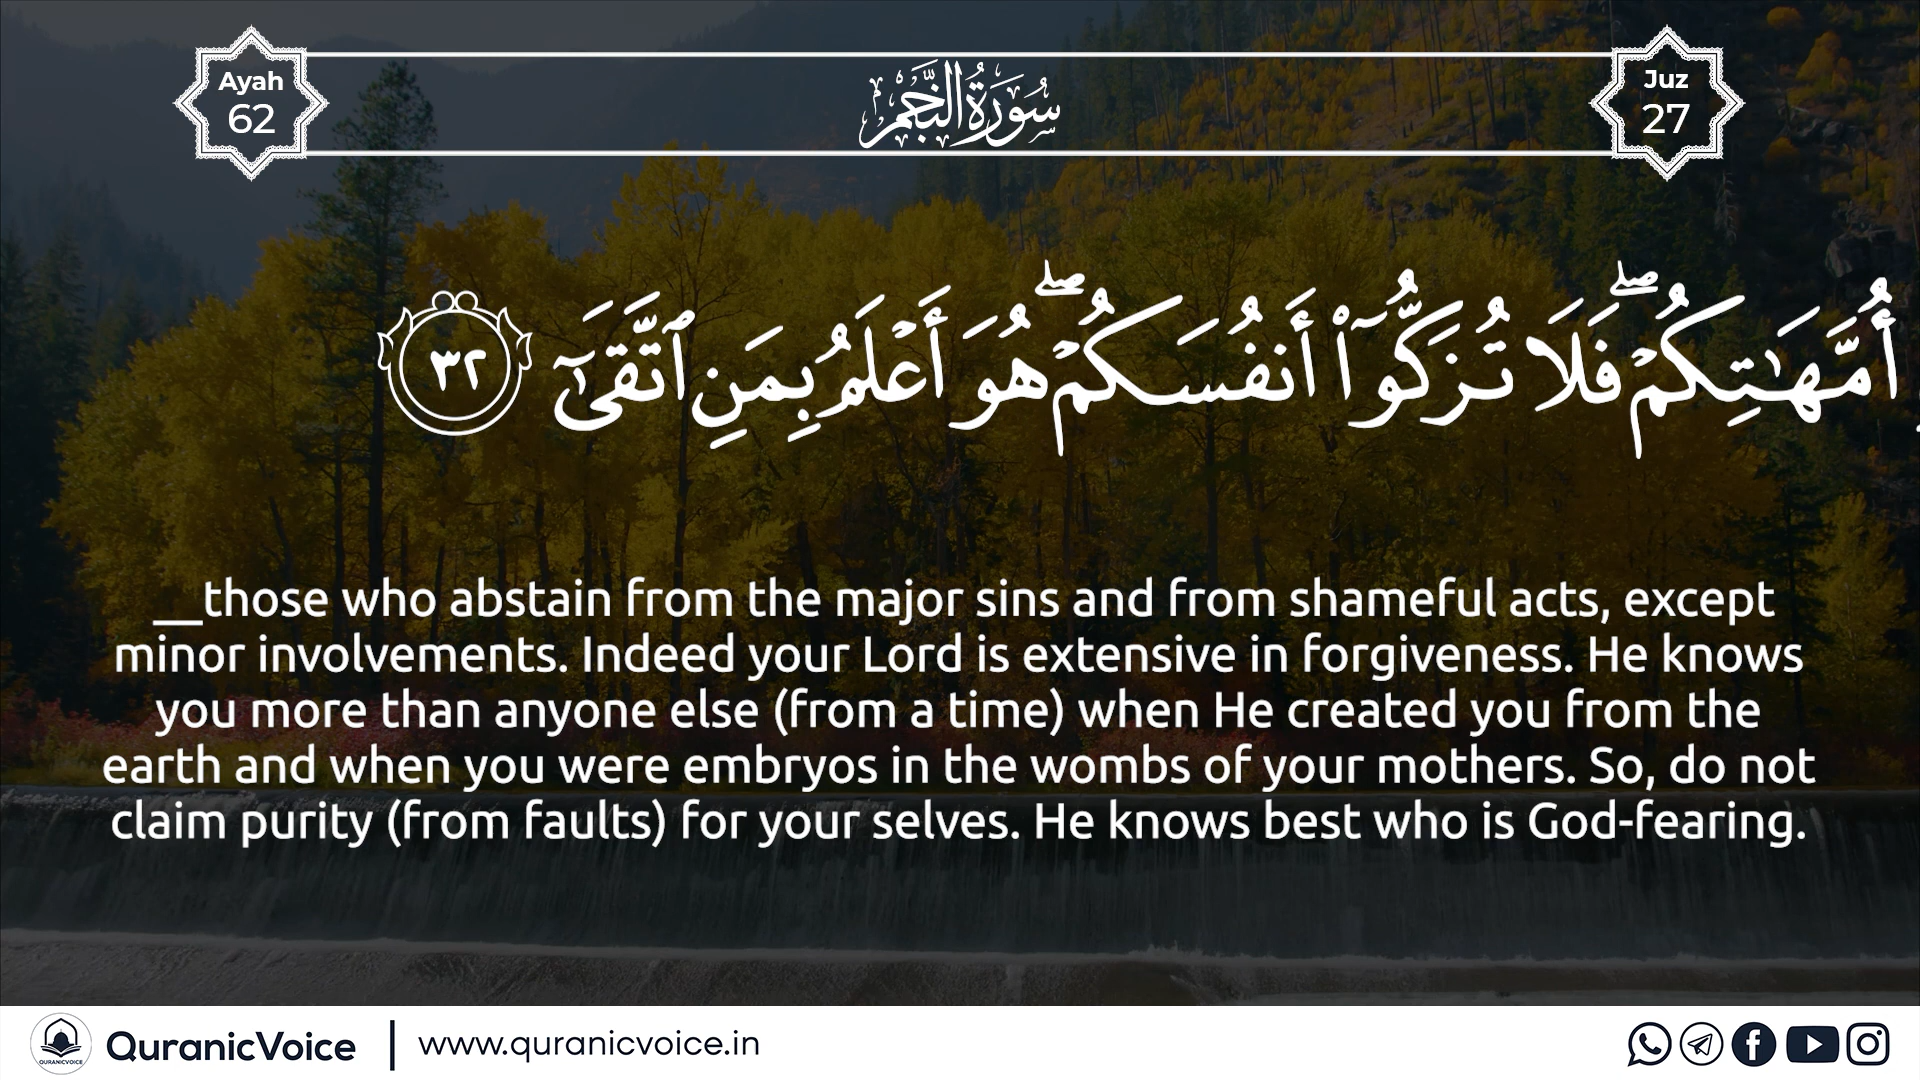 Ayah
62
سُورَةُ النَّجْمِ
Juz
27
أُمَّهَـٰتِكُمْ ۖ فَلَا تُزَكُّوٓا۟ أَنفُسَكُمْ ۖ هُوَ أَعْلَمُ بِمَنِ ٱتَّقَىٰٓ ٣٢
__those who abstain from the major sins and from shameful acts, except
minor involvements. Indeed your Lord is extensive in forgiveness. He knows
you more than anyone else (from a time) when He created you from the
earth and when you were embryos in the wombs of your mothers. So, do not
claim purity (from faults) for your selves. He knows best who is God-fearing.
QURANICVOICE
QuranicVoice | www.quranicvoice.in